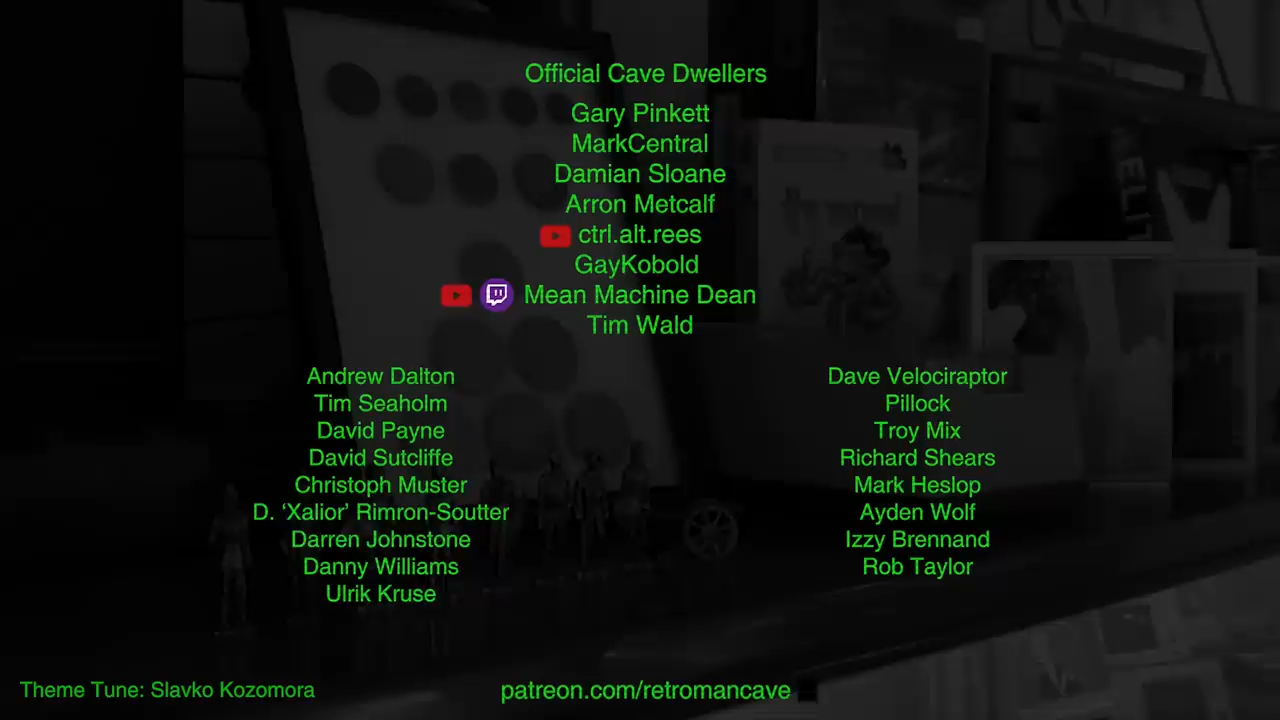 Official Cave Dwellers
Gary Pinkett
MarkCentral
Damian Sloane
Arron Metcalf
ctrl.alt.rees
GayKobold
Mean Machine Dean
Tim Wald
Andrew Dalton
Tim Seaholm
David Payne
David Sutcliffe
Christoph Muster
D. ‘Xalior’ Rimron-Soutter
Darren Johnstone
Danny Williams
Ulrik Kruse
Dave Velociraptor
Pillock
Troy Mix
Richard Shears
Mark Heslop
Ayden Wolf
Izzy Brennand
Rob Taylor
Theme Tune: Slavko Kozomora
patreon.com/retromancave